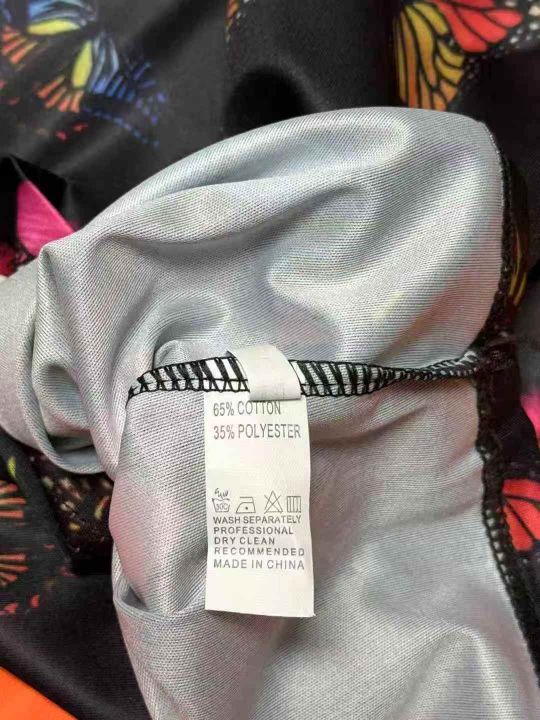 65% COTTON
35% POLYESTER
WASH SEPARATELY
PROFESSIONAL
DRY CLEAN
RECOMMENDED
MADE IN CHINA